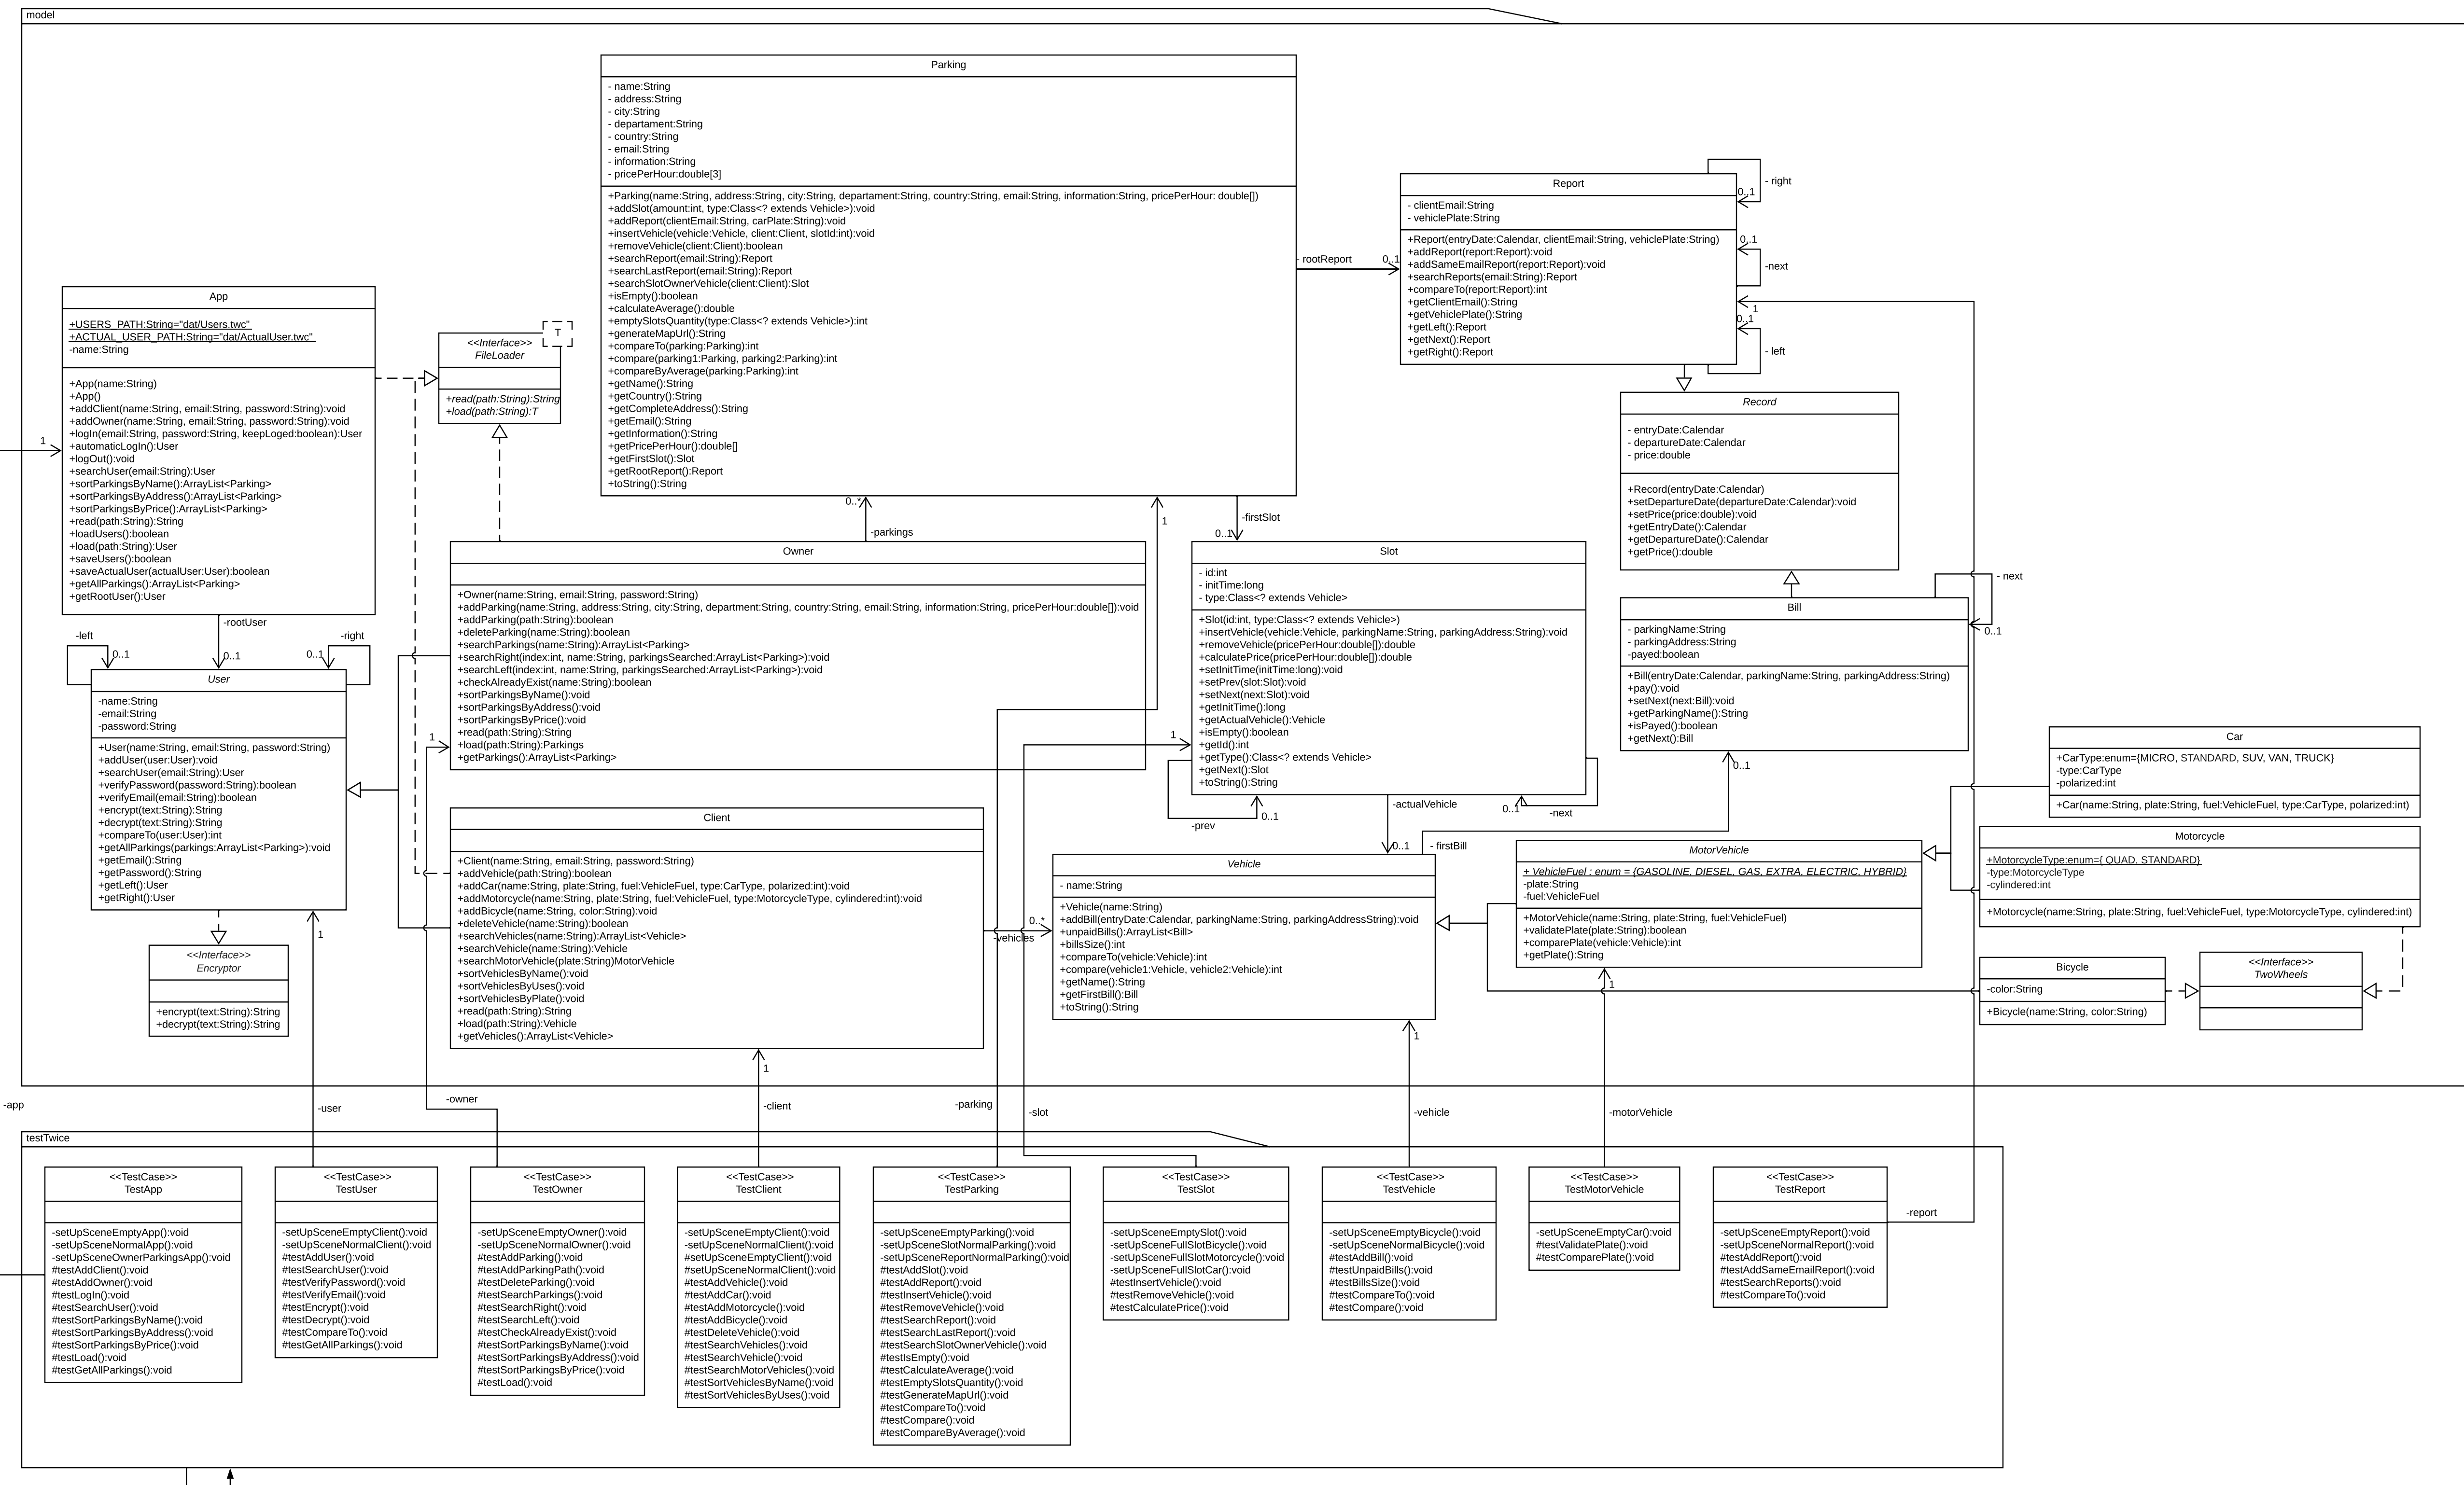 model
Parking
- name:String
- address:String
- city:String
- departament:String
- country:String
- email:String
- information:String
- pricePerHour:double[3]
+Parking(name:String, address:String, city:String, departament:String, country:String, email:String, information:String, pricePerHour: double[])
+addSlot(amount:int, type:Class<? extends Vehicle>):void
+addReport(clientEmail:String, carPlate:String):void
+insertVehicle(vehicle:Vehicle, client:Client, slotId:int):void
+removeVehicle(client:Client):boolean
+searchReport(email:String):Report
+searchLastReport(email:String):Report
+searchSlotOwnerVehicle(client:Client):Slot
+isEmpty():boolean
+calculateAverage():double
+emptySlotsQuantity(type:Class<? extends Vehicle>):int
+generateMapUrl():String
+compareTo(parking:Parking):int
+compare(parking1:Parking, parking2:Parking):int
+compareByAverage(parking:Parking):int
+getName():String
+getCountry():String
+getCompleteAddress():String
+getEmail():String
+getInformation():String
+getPricePerHour():double[]
+getFirstSlot():Slot
+getRootReport():Report
+toString():String
- rootReport
0..1
Report
- clientEmail:String
- vehiclePlate:String
+Report(entryDate:Calendar, clientEmail:String, vehiclePlate:String)
+addReport(report:Report):void
+addSameEmailReport(report:Report):void
+searchReports(email:String):Report
+compareTo(report:Report):int
+getClientEmail():String
+getVehiclePlate():String
+getLeft():Report
+getNext():Report
+getRight():Report
0..1
- right
0..1
-next
1
0..1
- left
App
+USERS_PATH:String="dat/Users.twc"
+ACTUAL_USER_PATH:String="dat/ActualUser.twc"
-name:String
+App(name:String)
+App()
+addClient(name:String, email:String, password:String):void
+addOwner(name:String, email:String, password:String):void
+logIn(email:String, password:String, keepLoged:boolean):User
+automaticLogIn():User
+logOut():void
+searchUser(email:String):User
+sortParkingsByName():ArrayList<Parking>
+sortParkingsByAddress():ArrayList<Parking>
+sortParkingsByPrice():ArrayList<Parking>
+read(path:String):String
+loadUsers():boolean
+load(path:String):User
+saveUsers():boolean
+saveActualUser(actualUser:User):boolean
+getAllParkings():ArrayList<Parking>
+getRootUser():User
1
T
<<Interface>>
FileLoader
+read(path:String):String
+load(path:String):T
Record
- entryDate:Calendar
- departureDate:Calendar
- price:double
+Record(entryDate:Calendar)
+setDepartureDate(departureDate:Calendar):void
+setPrice(price:double):void
+getEntryDate():Calendar
+getDepartureDate():Calendar
+getPrice():double
0..*
-parkings
1
-firstSlot
0..1
Owner
+Owner(name:String, email:String, password:String)
+addParking(name:String, address:String, city:String, department:String, country:String, email:String, information:String, pricePerHour:double[]):void
+addParking(path:String):boolean
+deleteParking(name:String):boolean
+searchParkings(name:String):ArrayList<Parking>
+searchRight(index:int, name:String, parkingsSearched:ArrayList<Parking>):void
+searchLeft(index:int, name:String, parkingsSearched:ArrayList<Parking>):void
+checkAlreadyExist(name:String):boolean
+sortParkingsByName():void
+sortParkingsByAddress():void
+sortParkingsByPrice():void
+read(path:String):String
+load(path:String):Parkings
+getParkings():ArrayList<Parking>
1
Slot
- id:int
- initTime:long
- type:Class<? extends Vehicle>
+Slot(id:int, type:Class<? extends Vehicle>)
+insertVehicle(vehicle:Vehicle, parkingName:String, parkingAddress:String):void
+removeVehicle(pricePerHour:double[]):double
+calculatePrice(pricePerHour:double[]):double
+setInitTime(initTime:long):void
+setPrev(slot:Slot):void
+setNext(next:Slot):void
+getInitTime():long
+getActualVehicle():Vehicle
+isEmpty():boolean
+getId():int
+getType():Class<? extends Vehicle>
+getNext():Slot
+toString():String
1
-prev
0..1
0..1
-next
-actualVehicle
0..1
Bill
- parkingName:String
- parkingAddress:String
-payed:boolean
+Bill(entryDate:Calendar, parkingName:String, parkingAddress:String)
+pay():void
+setNext(next:Bill):void
+getParkingName():String
+isPayed():boolean
+getNext():Bill
- next
0..1
0..1
- firstBill
-rootUser
-left
0..1
0..1
0..1
-right
User
-name:String
-email:String
-password:String
+User(name:String, email:String, password:String)
+addUser(user:User):void
+searchUser(email:String):User
+verifyPassword(password:String):boolean
+verifyEmail(email:String):boolean
+encrypt(text:String):String
+decrypt(text:String):String
+compareTo(user:User):int
+getAllParkings(parkings:ArrayList<Parking>):void
+getEmail():String
+getPassword():String
+getLeft():User
+getRight():User
1
<<Interface>>
Encryptor
+encrypt(text:String):String
+decrypt(text:String):String
Client
+Client(name:String, email:String, password:String)
+addVehicle(path:String):boolean
+addCar(name:String, plate:String, fuel:VehicleFuel, type:CarType, polarized:int):void
+addMotorcycle(name:String, plate:String, fuel:VehicleFuel, type:MotorcycleType, cylindered:int):void
+addBicycle(name:String, color:String):void
+deleteVehicle(name:String):boolean
+searchVehicles(name:String):ArrayList<Vehicle>
+searchVehicle(name:String):Vehicle
+searchMotorVehicle(plate:String)MotorVehicle
+sortVehiclesByName():void
+sortVehiclesByUses():void
+sortVehiclesByPlate():void
+read(path:String):String
+load(path:String):Vehicle
+getVehicles():ArrayList<Vehicle>
1
0..*
-vehicles
Vehicle
- name:String
+Vehicle(name:String)
+addBill(entryDate:Calendar, parkingName:String, parkingAddressString):void
+unpaidBills():ArrayList<Bill>
+billsSize():int
+compareTo(vehicle:Vehicle):int
+compare(vehicle1:Vehicle, vehicle2:Vehicle):int
+getName():String
+getFirstBill():Bill
+toString():String
1
MotorVehicle
+ VehicleFuel : enum = {GASOLINE, DIESEL, GAS, EXTRA, ELECTRIC, HYBRID}
-plate:String
-fuel:VehicleFuel
+MotorVehicle(name:String, plate:String, fuel:VehicleFuel)
+validatePlate(plate:String):boolean
+comparePlate(vehicle:Vehicle):int
+getPlate():String
1
Car
+CarType:enum={MICRO, STANDARD, SUV, VAN, TRUCK}
-type:CarType
-polarized:int
+Car(name:String, plate:String, fuel:VehicleFuel, type:CarType, polarized:int)
Motorcycle
+MotorcycleType:enum={ QUAD, STANDARD}
-type:MotorcycleType
-cylindered:int
+Motorcycle(name:String, plate:String, fuel:VehicleFuel, type:MotorcycleType, cylindered:int)
Bicycle
-color:String
+Bicycle(name:String, color:String)
<<Interface>>
TwoWheels
-app
-user
-owner
-client
-parking
-slot
-vehicle
-motorVehicle
-report
testTwice
<<TestCase>>
TestApp
-setUpSceneEmptyApp():void
-setUpSceneNormalApp():void
-setUpSceneOwnerParkingsApp():void
#testAddClient():void
#testAddOwner():void
#testLogIn():void
#testSearchUser():void
#testSortParkingsByName():void
#testSortParkingsByAddress():void
#testSortParkingsByPrice():void
#testLoad():void
#testGetAllParkings():void
<<TestCase>>
TestUser
-setUpSceneEmptyClient():void
-setUpSceneNormalClient():void
#testAddUser():void
#testSearchUser():void
#testVerifyPassword():void
#testVerifyEmail():void
#testEncrypt():void
#testDecrypt():void
#testCompareTo():void
#testGetAllParkings():void
<<TestCase>>
TestOwner
-setUpSceneEmptyOwner():void
-setUpSceneNormalOwner():void
#testAddParking():void
#testAddParkingPath():void
#testDeleteParking():void
#testSearchParkings():void
#testSearchRight():void
#testSearchLeft():void
#testCheckAlreadyExist():void
#testSortParkingsByName():void
#testSortParkingsByAddress():void
#testSortParkingsByPrice():void
#testLoad():void
<<TestCase>>
TestClient
-setUpSceneEmptyClient():void
-setUpSceneNormalClient():void
#setUpSceneEmptyClient():void
#setUpSceneNormalClient():void
#testAddVehicle():void
#testAddCar():void
#testAddMotorcycle():void
#testAddBicycle():void
#testDeleteVehicle():void
#testSearchVehicles():void
#testSearchVehicle():void
#testSearchMotorVehicles():void
#testSortVehiclesByName():void
#testSortVehiclesByUses():void
<<TestCase>>
TestParking
-setUpSceneEmptyParking():void
-setUpSceneSlotNormalParking():void
-setUpSceneReportNormalParking():void
#testAddSlot():void
#testAddReport():void
#testInsertVehicle():void
#testRemoveVehicle():void
#testSearchReport():void
#testSearchLastReport():void
#testSearchSlotOwnerVehicle():void
#testIsEmpty():void
#testCalculateAverage():void
#testEmptySlotsQuantity():void
#testGenerateMapUrl():void
#testCompareTo():void
#testCompare():void
#testCompareByAverage():void
<<TestCase>>
TestSlot
-setUpSceneEmptySlot():void
-setUpSceneFullSlotBicycle():void
-setUpSceneFullSlotMotorcycle():void
-setUpSceneFullSlotCar():void
#testInsertVehicle():void
#testRemoveVehicle():void
#testCalculatePrice():void
<<TestCase>>
TestVehicle
-setUpSceneEmptyBicycle():void
-setUpSceneNormalBicycle():void
#testAddBill():void
#testUnpaidBills():void
#testBillsSize():void
#testCompareTo():void
#testCompare():void
<<TestCase>>
TestMotorVehicle
-setUpSceneEmptyCar():void
#testValidatePlate():void
#testComparePlate():void
<<TestCase>>
TestReport
-setUpSceneEmptyReport():void
-setUpSceneNormalReport():void
#testAddReport():void
#testAddSameEmailReport():void
#testSearchReports():void
#testCompareTo():void